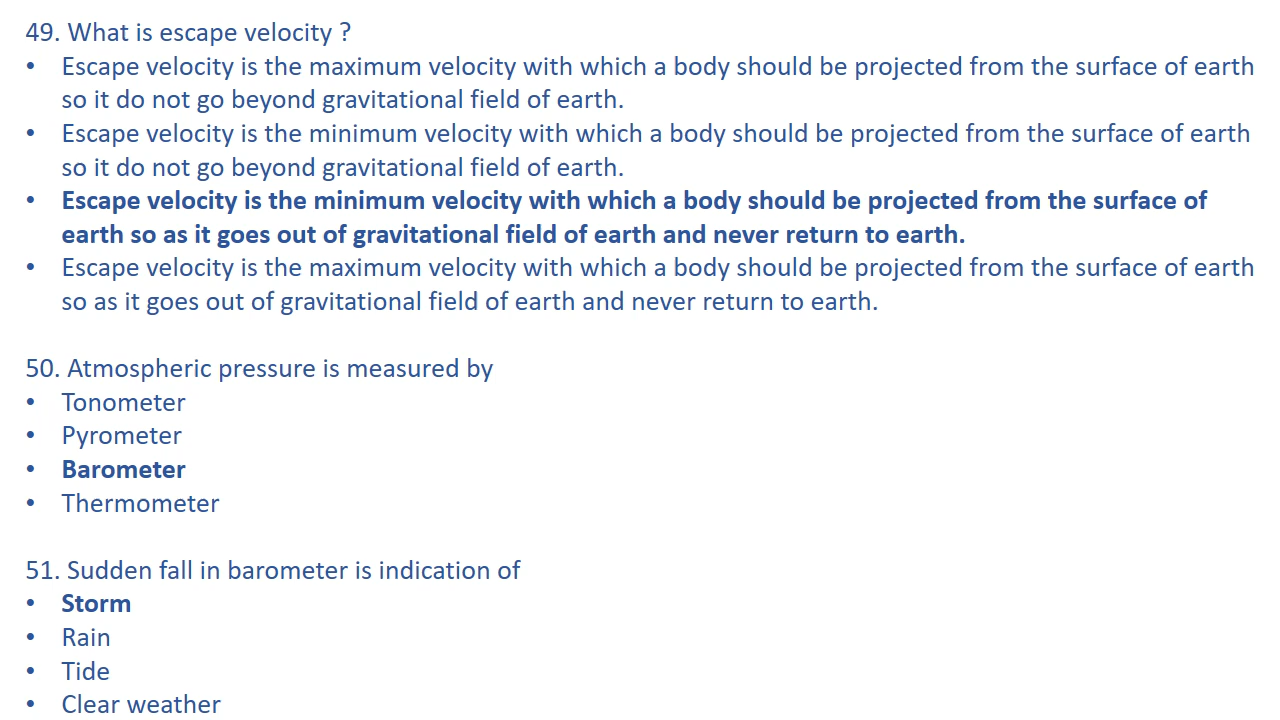 49. What is escape velocity ?
• Escape velocity is the maximum velocity with which a body should be projected from the surface of earth
so it do not go beyond gravitational field of earth.
• Escape velocity is the minimum velocity with which a body should be projected from the surface of earth
so it do not go beyond gravitational field of earth.
• Escape velocity is the minimum velocity with which a body should be projected from the surface of
earth so as it goes out of gravitational field of earth and never return to earth.
• Escape velocity is the maximum velocity with which a body should be projected from the surface of earth
so as it goes out of gravitational field of earth and never return to earth.
50. Atmospheric pressure is measured by
• Tonometer
• Pyrometer
• Barometer
• Thermometer
51. Sudden fall in barometer is indication of
• Storm
• Rain
• Tide
• Clear weather